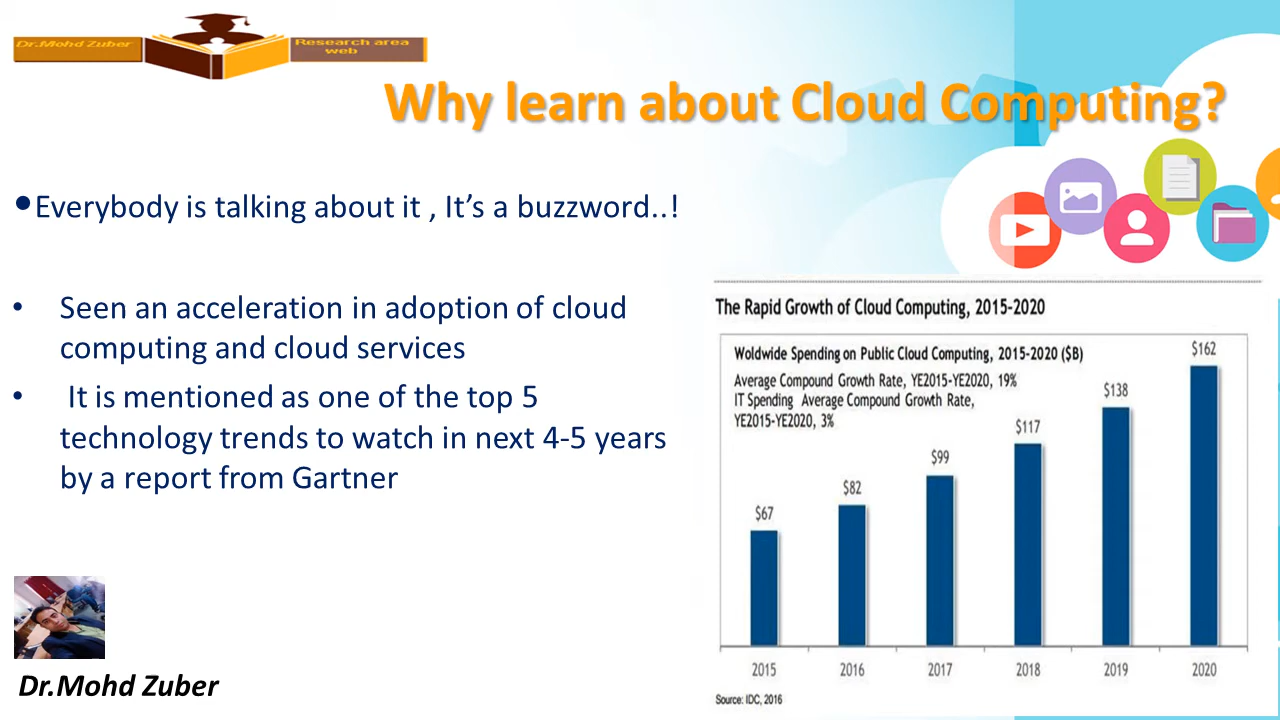 Dr.Mohd Zuber
Research area
web
Why learn about Cloud Computing?
•Everybody is talking about it , It’s a buzzword..!
• Seen an acceleration in adoption of cloud
computing and cloud services
• It is mentioned as one of the top 5
technology trends to watch in next 4-5 years
by a report from Gartner
The Rapid Growth of Cloud Computing, 2015-2020
Woldwide Spending on Public Cloud Computing, 2015-2020 ($B)
Average Compound Growth Rate, YE2015-YE2020, 19%
IT Spending Average Compound Growth Rate,
YE2015-YE2020, 3%
$67
$82
$99
$117
$138
$162
2015 2016 2017 2018 2019 2020
Source: IDC, 2016
Dr.Mohd Zuber